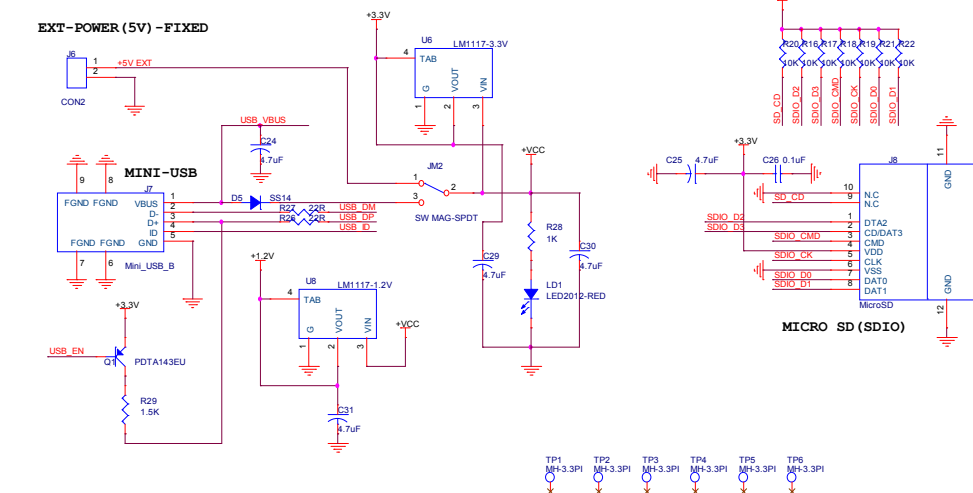 EXT-POWER(5V)-FIXED
J6
1
2
+5V EXT
CON2
+3.3V
U6
LM1117-3.3V
4
TAB
G
VOUT
VIN
1
2
3
USB_VBUS
C24
4.7uF
MINI-USB
9
8
J7
FGND FGND
VBUS
D-
D+
ID
GND
1
2
3
4
5
FGND FGND
7
6
Mini_USB_B
D5
SS14
R27
22R
R26
22R
USB_DM
USB_DP
USB ID
JM2
1
2
3
SW MAG-SPDT
+VCC
R28
1K
C30
4.7uF
C29
4.7uF
LD1
LED2012-RED
+1.2V
U8
LM1117-1.2V
4
TAB
G
VOUT
VIN
1
2
3
+VCC
C31
4.7uF
+3.3V
USB_EN
Q1
PDTA143EU
R29
1.5K
R20 R16 R17 R18 R19 R21 R22
10K 10K 10K 10K 10K 10K 10K
SD_CD
SDIO_D2
SDIO_D3
SDIO_CMD
SDIO_CK
SDIO_D0
SDIO_D1
+3.3V
C25
4.7uF
C26 0.1uF
J8
11
GND
10
N.C
SD_CD
9
N.C
SDIO_D2
1
DTA2
SDIO_D3
2
CD/DAT3
SDIO_CMD
3
CMD
4
VDD
SDIO_CK
5
CLK
6
VSS
SDIO D0
7
DAT0
SDIO_D1
8
DAT1
GND
12
MicroSD
MICRO SD(SDIO)
TP1
TP2
TP3
TP4
TP5
TP6
MH-3.3PI
MH-3.3PI
MH-3.3PI
MH-3.3PI
MH-3.3PI
MH-3.3PI